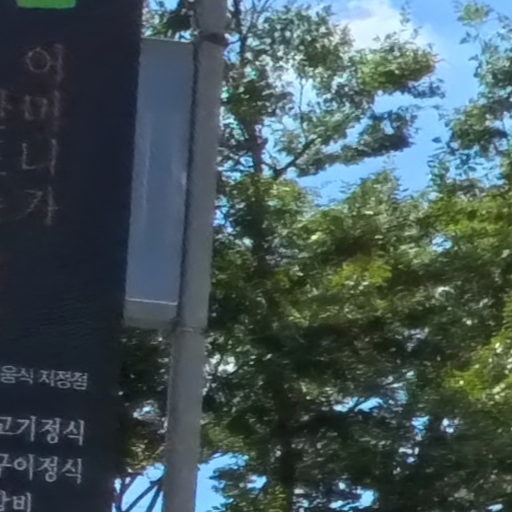 어머니가
음식 지정점
고기정식
구이정식
갈비